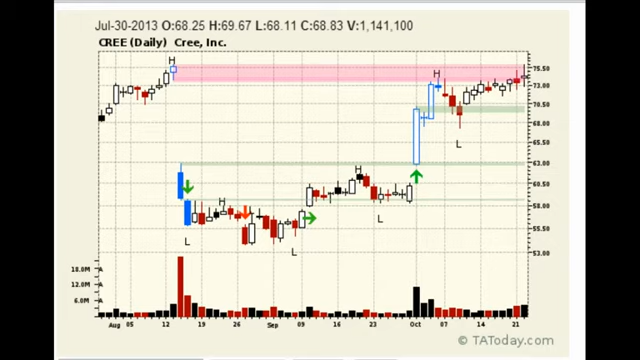 Jul-30-2013 O:68.25 H:69.67 L:68.11 C:68.83 V:1,141,100
CREE (Daily) Cree, Inc.
H
H
H
H
L
L
L
L
75.50
73.00
70.50
68.00
65.50
63.00
60.50
58.00
55.50
53.00
18.0M A
12.0M A
6.0M A
Aug 05 12 19 26 Sep 09 16 23 Oct 07 14 21
© TAToday.com